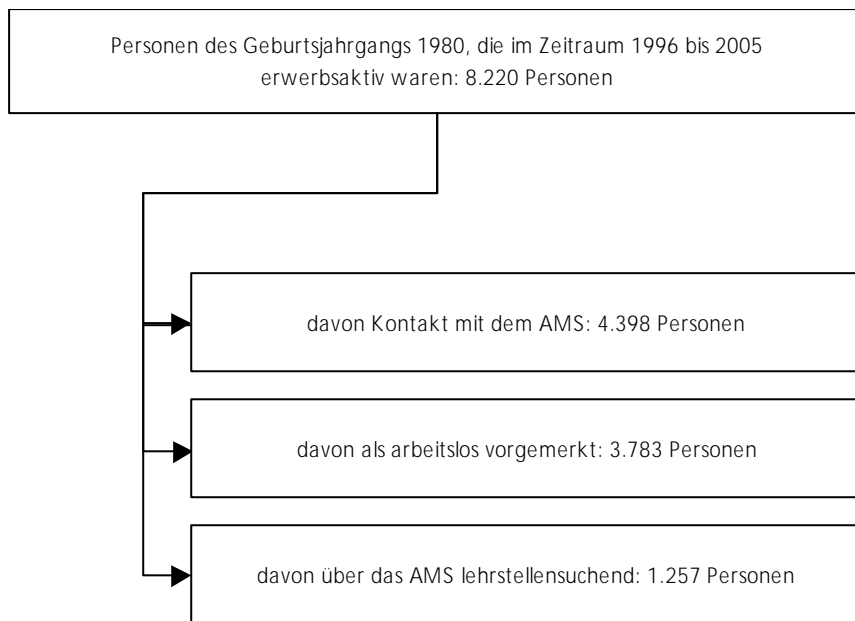 Personen des Geburtsjahrgangs 1980, die im Zeitraum 1996 bis 2005
erwerbsaktiv waren: 8.220 Personen
davon Kontakt mit dem AMS: 4.398 Personen
davon als arbeitslos vorgemerkt: 3.783 Personen
davon über das AMS lehrstellensuchend: 1.257 Personen